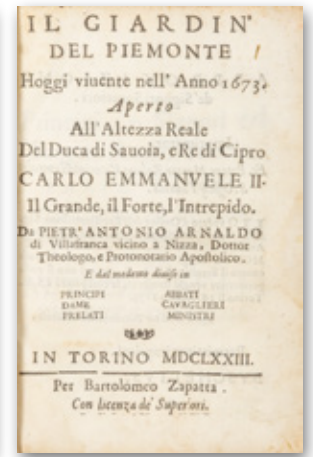 IL GIARDIN'
DEL PIEMONTE
Hoggi viuente nell' Anno 1673.
Aperto
All'Altezza Reale
Del Duca di Sauoia, e Re di Cipro
CARLO EMMANVELE II.
Il Grande, il Forte, l'Intrepido.
Da PIETR' ANTONIO ARNALDO
di Villafranca vicino a Nizza, Dottor
Theologo, e Protonotario Apostolico.
E dal medemo diuiso in
PRINCIPI ABBATI
DAME CAVAGLIERI
PRELATI MINISTRI
IN TORINO MDCLXXIII.
Per Bartolomeo Zapatta.
Con licenza de' Superiori.